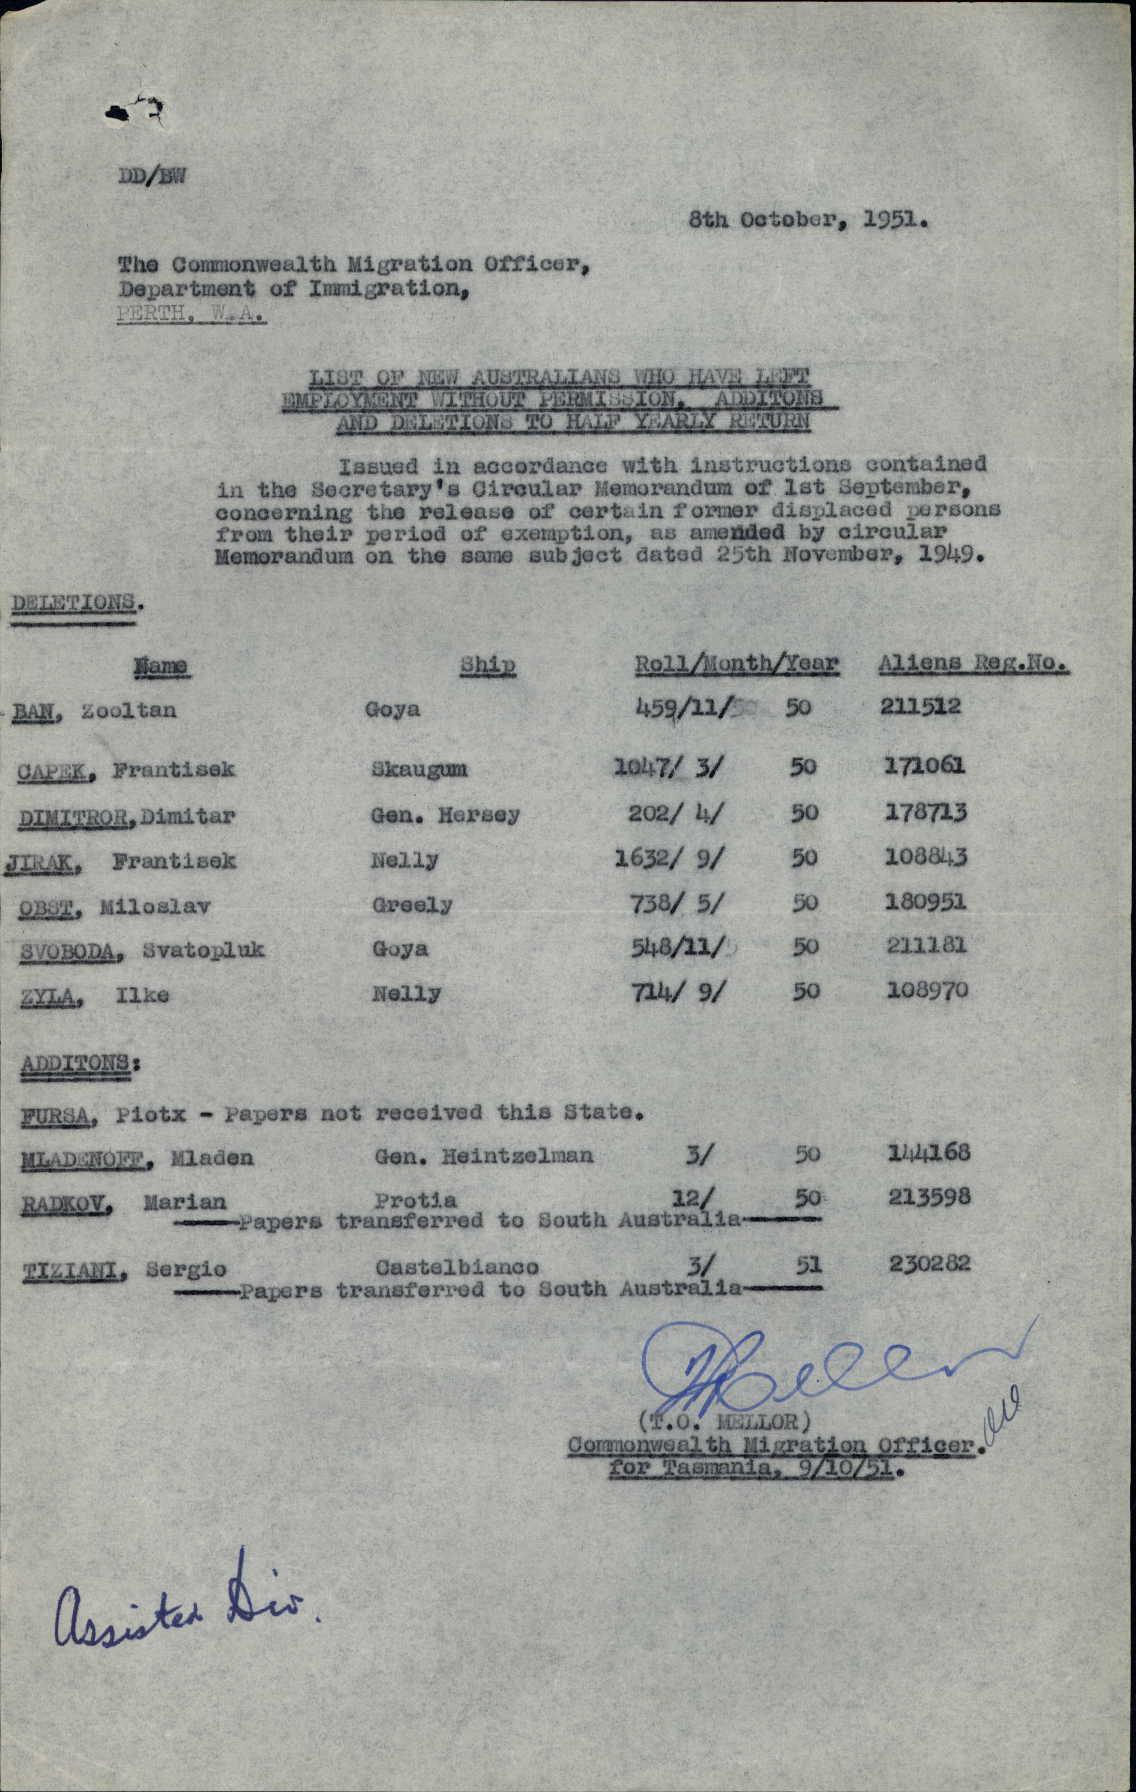 DD/BW
8th October, 1951.
The Commonwealth Migration Officer,
Department of Immigration,
PERTH. W.A.
LIST OF NEW AUSTRALIANS WHO HAVE LEFT
EMPLOYMENT WITHOUT PERMISSION. ADDITONS
AND DELETIONS TO HALF YEARLY RETURN
Issued in accordance with instructions contained
in the Secretary's Circular Memorandum of 1st September,
concerning the release of certain former displaced persons
from their period of exemption, as amended by circular
Memorandum on the same subject dated 25th November, 1949.
DELETIONS.
Name Ship Roll/Month/Year Aliens Reg.No.
BAN, Zooltan Goya 459/11/50 50 211512
CAPEK, Frantisek Skaugum 1047/ 3/ 50 171061
DIMITROR, Dimitar Gen. Hersey 202/ 4/ 50 178713
JIRAK, Frantisek Nelly 1632/ 9/ 50 108843
OBST, Miloslav Greely 738/ 5/ 50 180951
SVOBODA, Svatopluk Goya 548/11/5 50 211181
ZYLA, Ilke Nelly 714/ 9/ 50 108970
ADDITONS:
FURSA, Piotx - Papers not received this State.
MLADENOFF, Mladen Gen. Heintzelman 3/ 50 144168
RADKOV, Marian Protia 12/ 50 213598
-----Papers transferred to South Australia------
TIZIANI, Sergio Castelbianco 3/ 51 230282
-----Papers transferred to South Australia------
(T.O. MELLOR)
Commonwealth Migration Officer.
for Tasmania, 9/10/51.
Assisted Div.